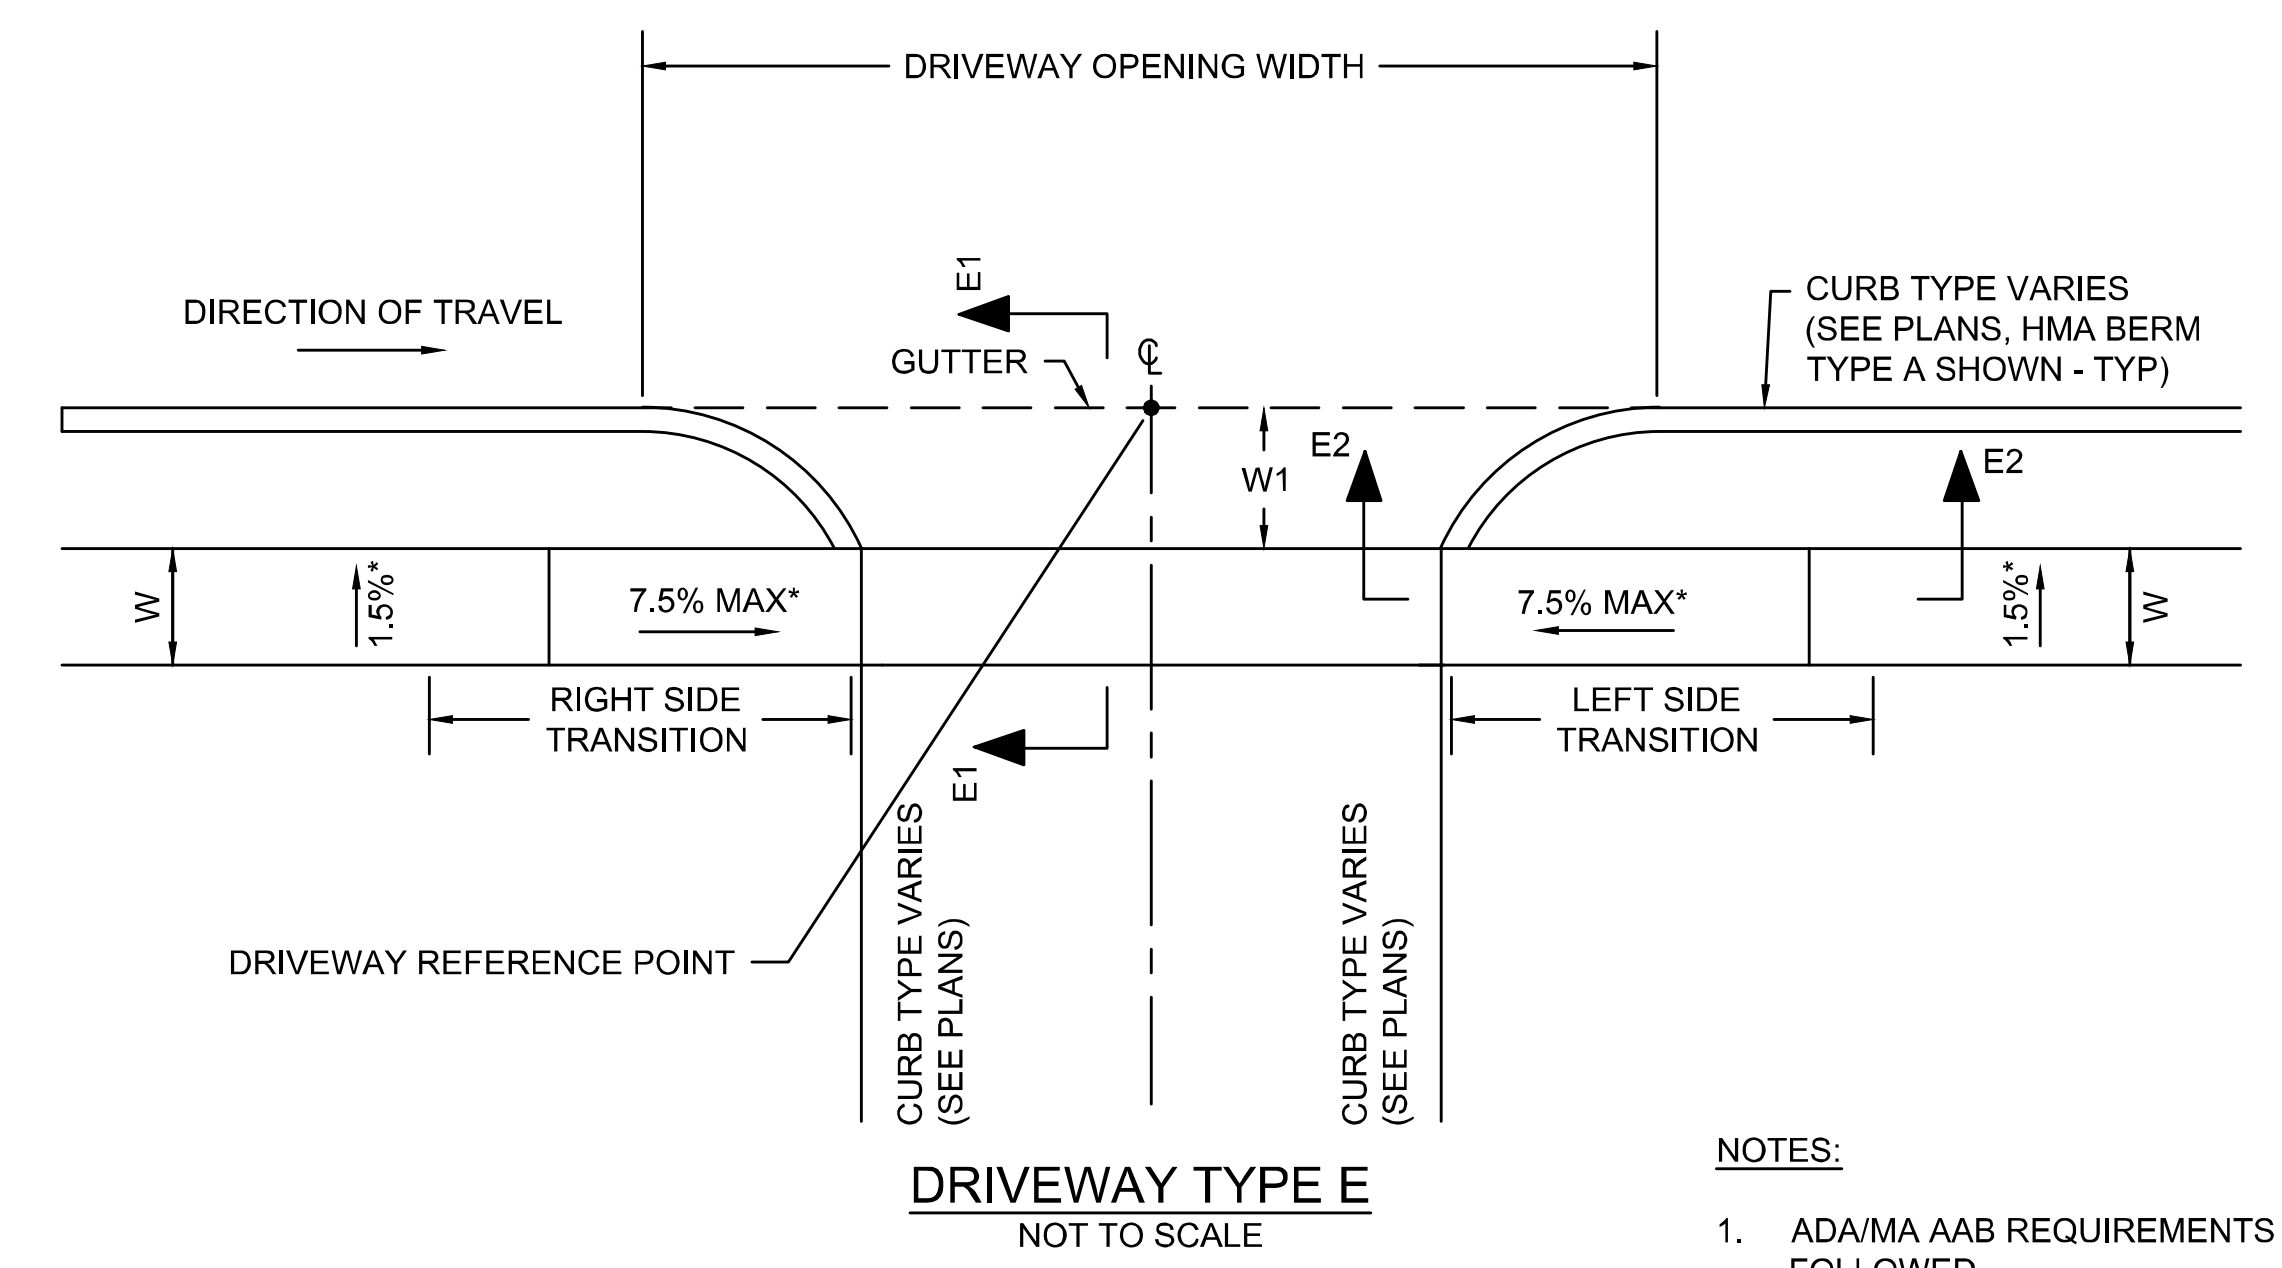 DRIVEWAY OPENING WIDTH
E1
DIRECTION OF TRAVEL
GUTTER
℄
CURB TYPE VARIES
(SEE PLANS, HMA BERM
TYPE A SHOWN - TYP)
E2
W1
E2
W
1.5%*
7.5% MAX*
7.5% MAX*
1.5%*
W
RIGHT SIDE
TRANSITION
LEFT SIDE
TRANSITION
E1
CURB TYPE VARIES
(SEE PLANS)
CURB TYPE VARIES
(SEE PLANS)
DRIVEWAY REFERENCE POINT
DRIVEWAY TYPE E
NOT TO SCALE
NOTES:
1. ADA/MA AAB REQUIREMENTS
FOLLOWED